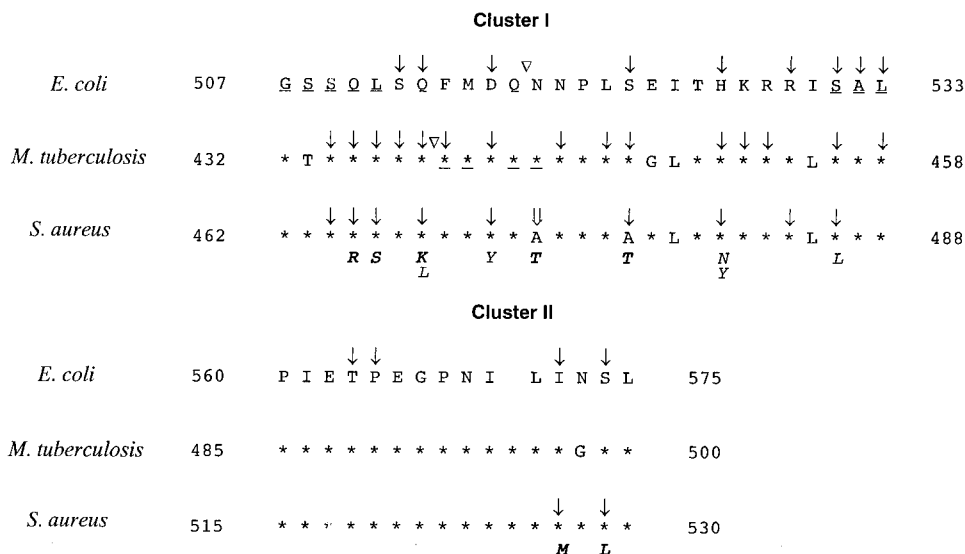 Cluster I
E. coli 507 G S S Q L S Q F M D Q N N P L S E I T H K R R I S A L 533
M. tuberculosis 432 * T * * * * * * * * * * * * * * G L * * * * * L * * * 458
S. aureus 462 * * * * * * * * * * * A * * * A * L * * * * * L * * * 488
R S K Y T T N L
L Y
Cluster II
E. coli 560 P I E T P E G P N I L I N S L 575
M. tuberculosis 485 * * * * * * * * * * * * * G * * 500
S. aureus 515 * * * * * * * * * * * * * * * * 530
M L